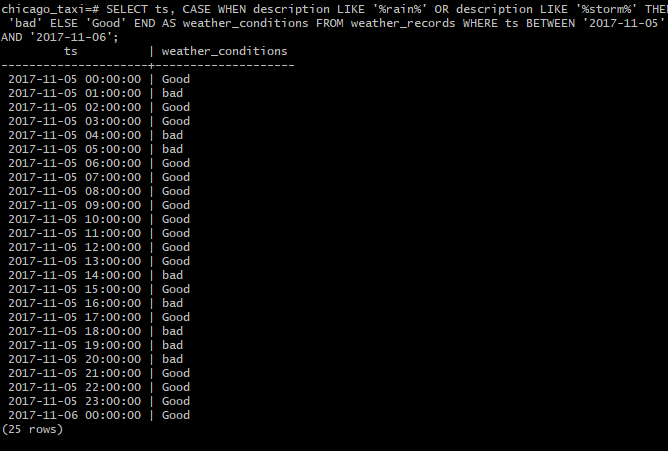 chicago_taxi=# SELECT ts, CASE WHEN description LIKE '%rain%' OR description LIKE '%storm%' THE
 'bad' ELSE 'Good' END AS weather_conditions FROM weather_records WHERE ts BETWEEN '2017-11-05'
AND '2017-11-06';
         ts          | weather_conditions
---------------------+--------------------
 2017-11-05 00:00:00 | Good
 2017-11-05 01:00:00 | bad
 2017-11-05 02:00:00 | Good
 2017-11-05 03:00:00 | Good
 2017-11-05 04:00:00 | bad
 2017-11-05 05:00:00 | bad
 2017-11-05 06:00:00 | Good
 2017-11-05 07:00:00 | Good
 2017-11-05 08:00:00 | Good
 2017-11-05 09:00:00 | Good
 2017-11-05 10:00:00 | Good
 2017-11-05 11:00:00 | Good
 2017-11-05 12:00:00 | Good
 2017-11-05 13:00:00 | Good
 2017-11-05 14:00:00 | bad
 2017-11-05 15:00:00 | Good
 2017-11-05 16:00:00 | bad
 2017-11-05 17:00:00 | Good
 2017-11-05 18:00:00 | bad
 2017-11-05 19:00:00 | bad
 2017-11-05 20:00:00 | bad
 2017-11-05 21:00:00 | Good
 2017-11-05 22:00:00 | Good
 2017-11-05 23:00:00 | Good
 2017-11-06 00:00:00 | Good
(25 rows)